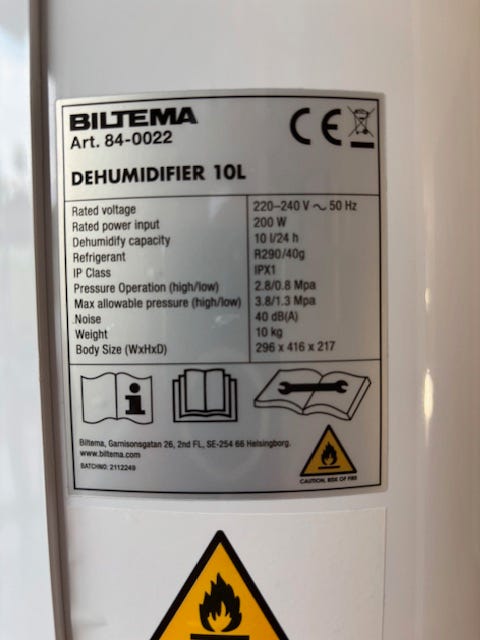 BILTEMA
Art. 84-0022
CE
DEHUMIDIFIER 10L
Rated voltage 220–240 V ~ 50 Hz
Rated power input 200 W
Dehumidify capacity 10 l/24 h
Refrigerant R290/40g
IP Class IPX1
Pressure Operation (high/low) 2.8/0.8 Mpa
Max allowable pressure (high/low) 3.8/1.3 Mpa
Noise 40 dB(A)
Weight 10 kg
Body Size (WxHxD) 296 x 416 x 217
Biltema, Garnisonsgatan 26, 2nd FL, SE-254 66 Helsingborg.
www.biltema.com
BATCHNO: 2112249
CAUTION, RISK OF FIRE